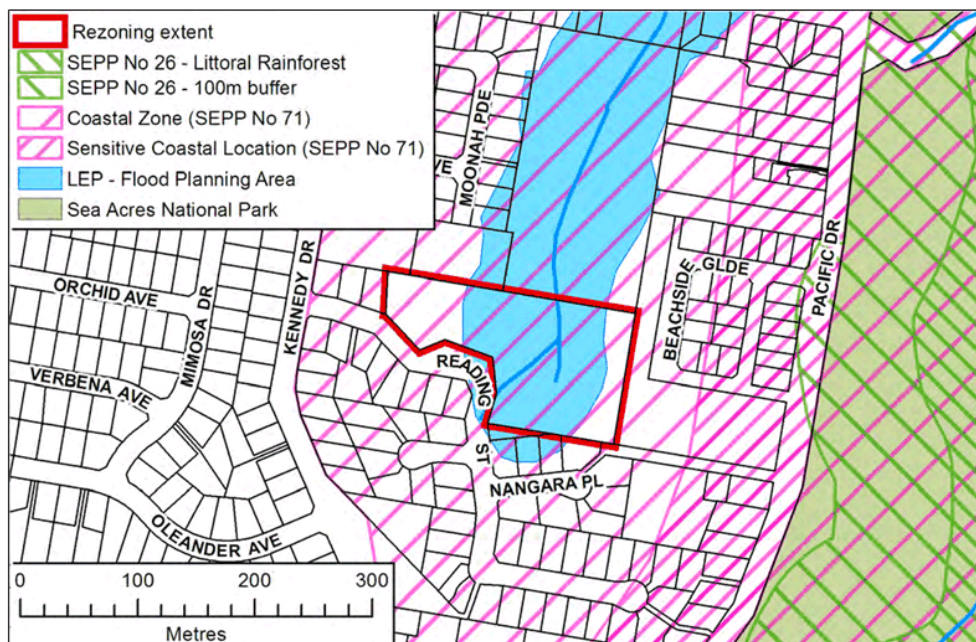 Rezoning extent
SEPP No 26 - Littoral Rainforest
SEPP No 26 - 100m buffer
Coastal Zone (SEPP No 71)
Sensitive Coastal Location (SEPP No 71)
LEP - Flood Planning Area
Sea Acres National Park
MOONAH PDE
VE
ORCHID AVE
MIMOSA DR
KENNEDY DR
VERBENA AVE
READING
ST
BEACHSIDE
GLDE
PACIFIC DR
NANGARA PL
OLEANDER AVE
0 100 200 300
Metres